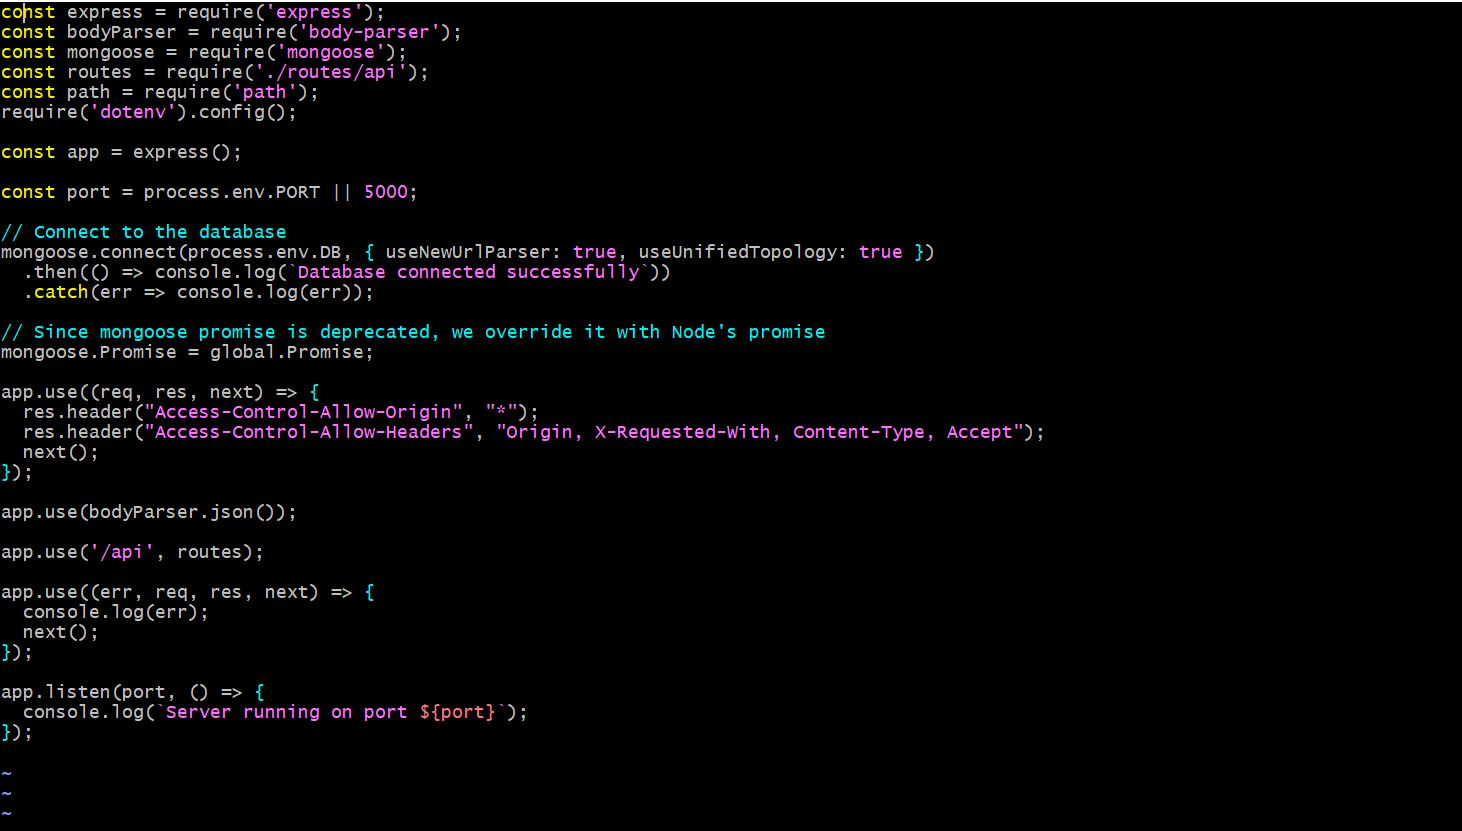 const express = require('express');
const bodyParser = require('body-parser');
const mongoose = require('mongoose');
const routes = require('./routes/api');
const path = require('path');
require('dotenv').config();

const app = express();

const port = process.env.PORT || 5000;

// Connect to the database
mongoose.connect(process.env.DB, { useNewUrlParser: true, useUnifiedTopology: true })
  .then(() => console.log(`Database connected successfully`))
  .catch(err => console.log(err));

// Since mongoose promise is deprecated, we override it with Node's promise
mongoose.Promise = global.Promise;

app.use((req, res, next) => {
  res.header("Access-Control-Allow-Origin", "*");
  res.header("Access-Control-Allow-Headers", "Origin, X-Requested-With, Content-Type, Accept");
  next();
});

app.use(bodyParser.json());

app.use('/api', routes);

app.use((err, req, res, next) => {
  console.log(err);
  next();
});

app.listen(port, () => {
  console.log(`Server running on port ${port}`);
});

~
~
~